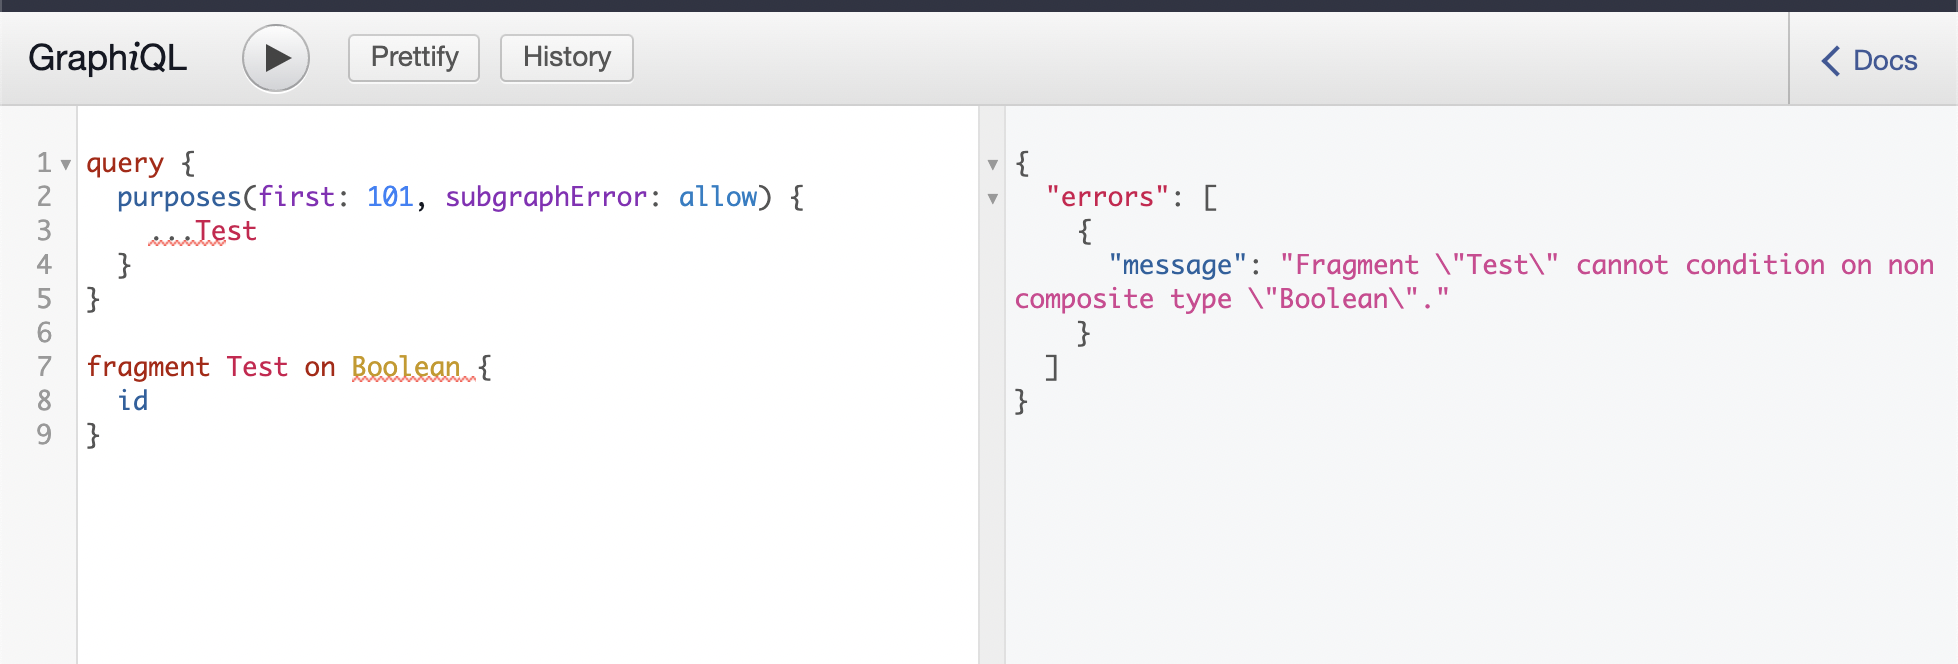 GraphiQL
Prettify
History
Docs
1 query {
2   purposes(first: 101, subgraphError: allow) {
3     ...Test
4   }
5 }
6
7 fragment Test on Boolean {
8   id
9 }
{
  "errors": [
    {
      "message": "Fragment \"Test\" cannot condition on non
composite type \"Boolean\"."
    }
  ]
}